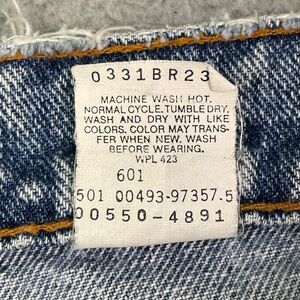 0331BR23
MACHINE WASH HOT.
NORMAL CYCLE. TUMBLE DRY.
WASH AND DRY WITH LIKE
COLORS. COLOR MAY TRANS-
FER WHEN NEW. WASH
BEFORE WEARING.
WPL 423
601
501 00493-97357.5
00550-4891